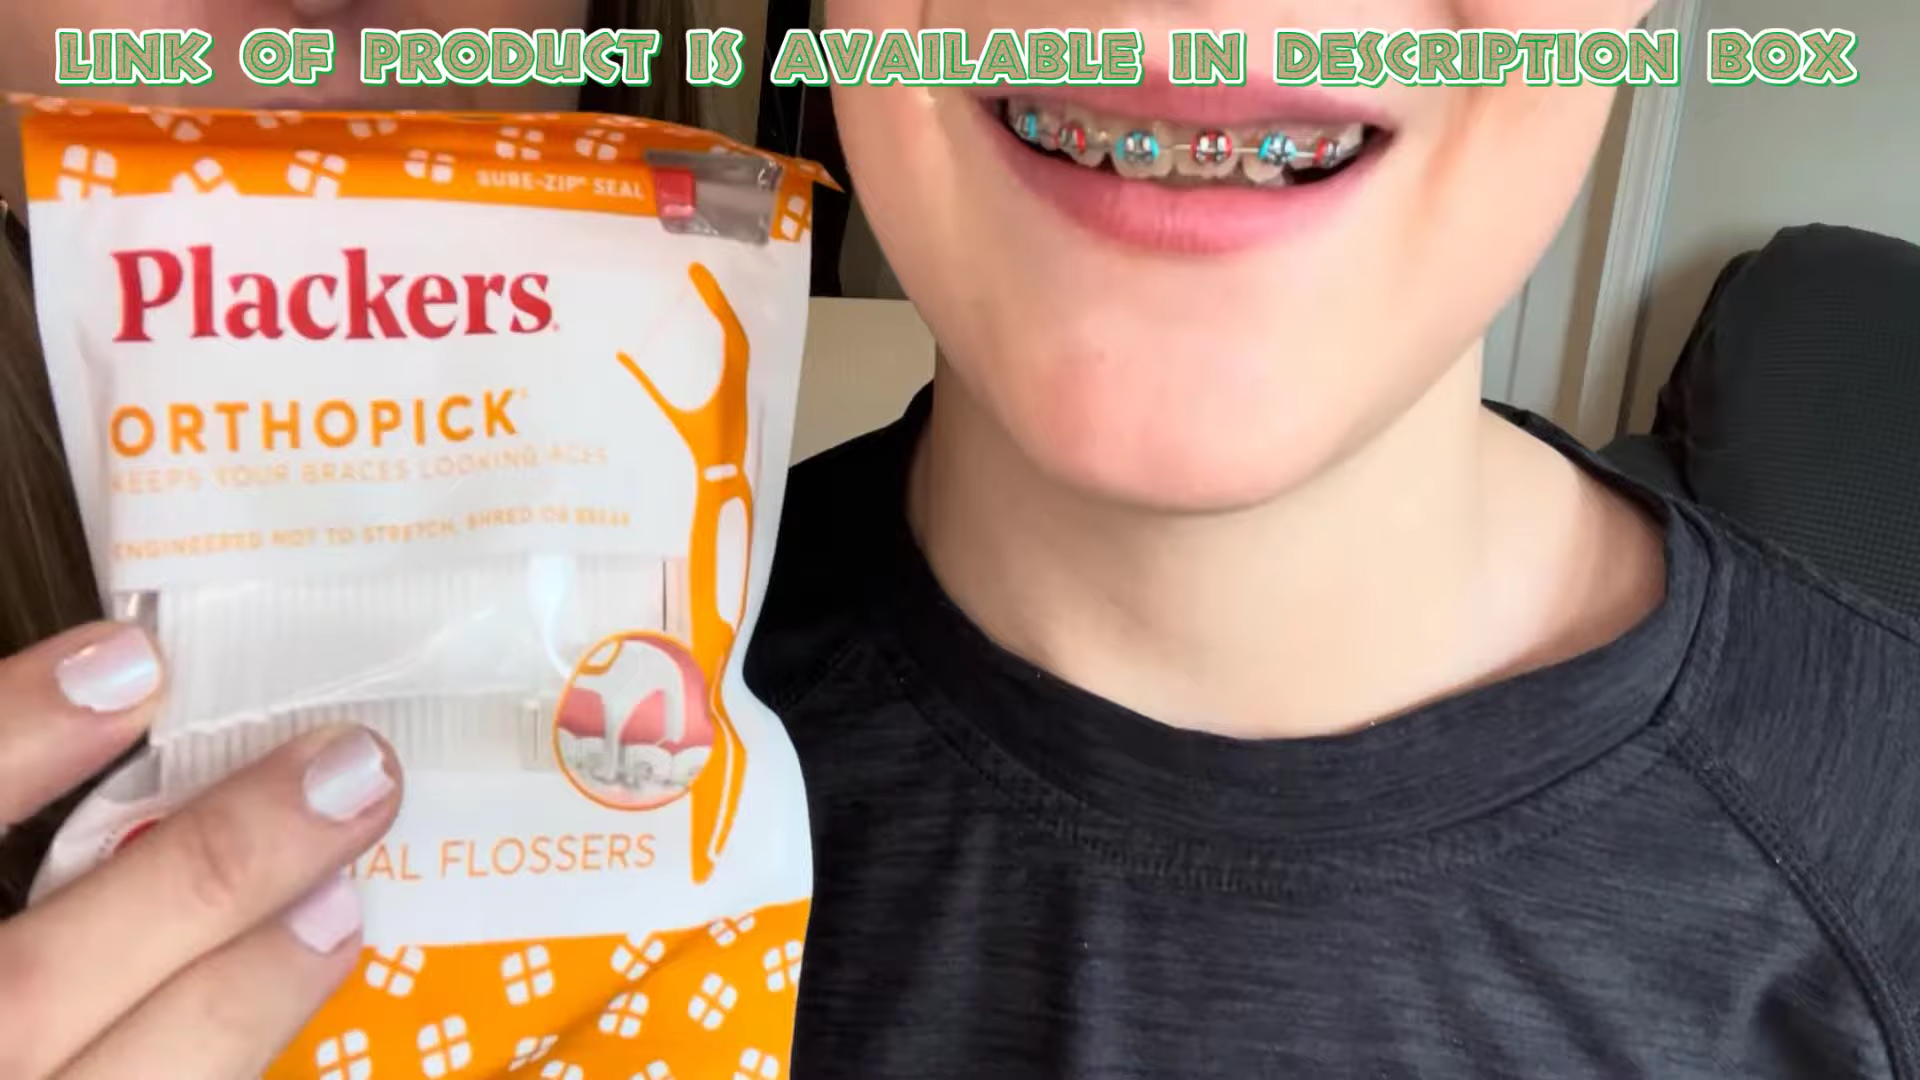 LINK OF PRODUCT IS AVAILABLE IN DESCRIPTION BOX
SURE-ZIP® SEAL
Plackers®
ORTHOPICK®
KEEPS YOUR BRACES LOOKING ACES
ENGINEERED NOT TO STRETCH, SHRED OR BREAK
TAL FLOSSERS